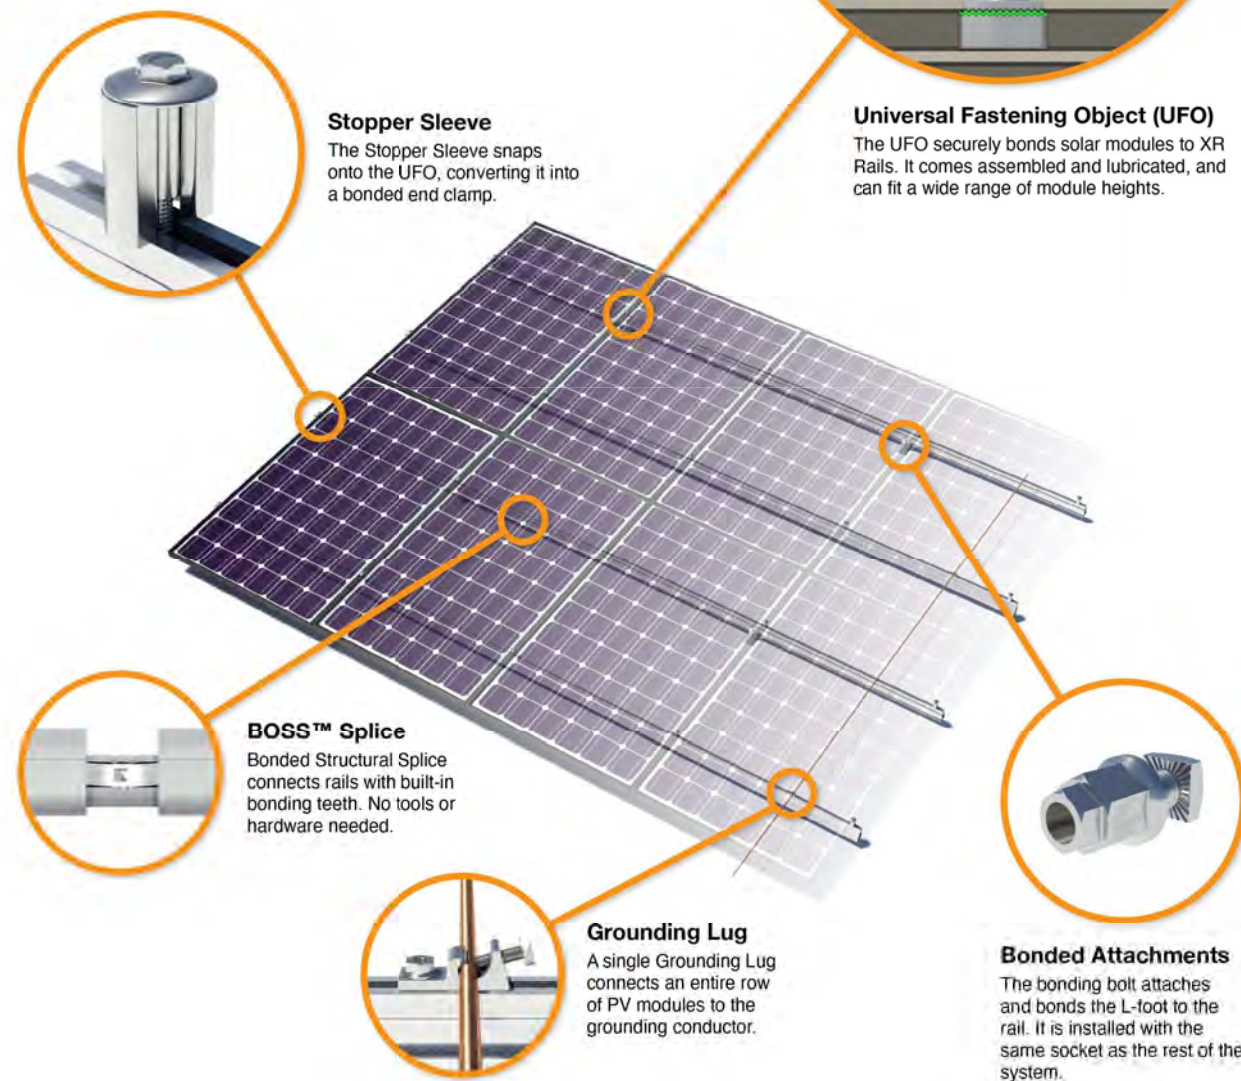 Stopper Sleeve
The Stopper Sleeve snaps
onto the UFO, converting it into
a bonded end clamp.
Universal Fastening Object (UFO)
The UFO securely bonds solar modules to XR
Rails. It comes assembled and lubricated, and
can fit a wide range of module heights.
BOSS™ Splice
Bonded Structural Splice
connects rails with built-in
bonding teeth. No tools or
hardware needed.
Grounding Lug
A single Grounding Lug
connects an entire row
of PV modules to the
grounding conductor.
Bonded Attachments
The bonding bolt attaches
and bonds the L-foot to the
rail. It is installed with the
same socket as the rest of the
system.